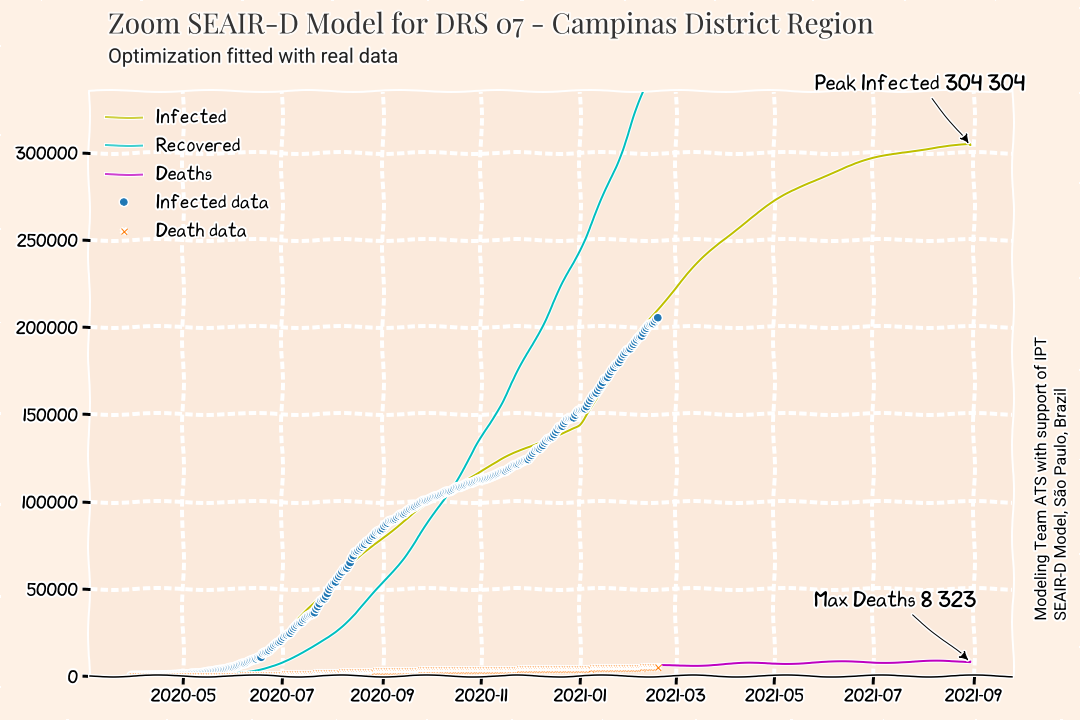 Zoom SEAIR-D Model for DRS 07 - Campinas District Region
Optimization fitted with real data
Peak Infected 304 304
Infected
Recovered
Deaths
Infected data
Death data
300000
250000
200000
150000
100000
50000
0
Max Deaths 8 323
2020-05
2020-07
2020-09
2020-11
2021-01
2021-03
2021-05
2021-07
2021-09
Modeling Team ATS with support of IPT
SEAIR-D Model, São Paulo, Brazil